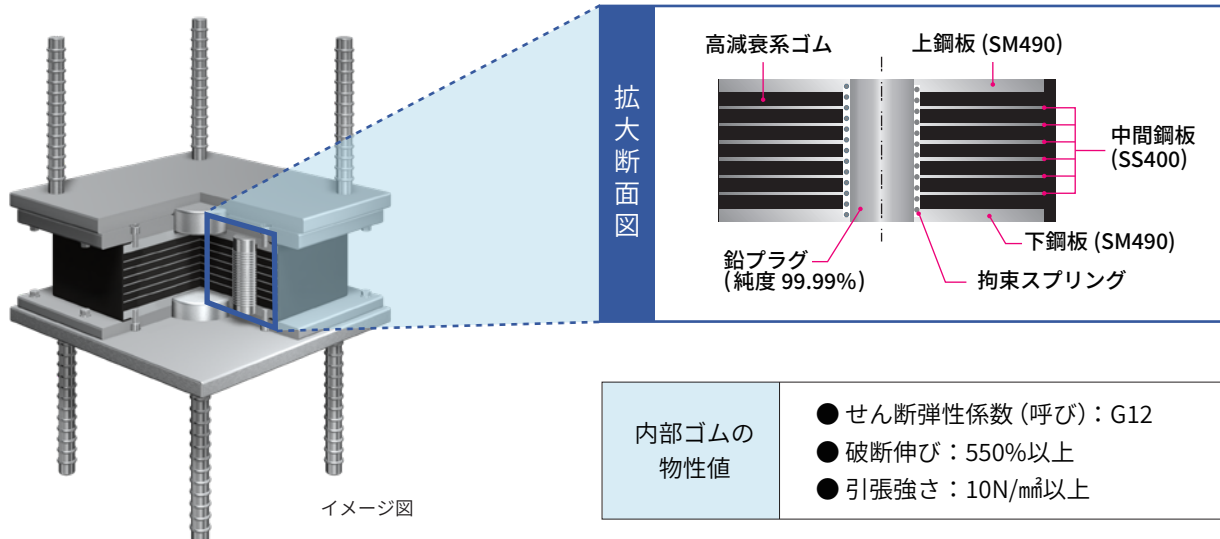 拡大断面図
高減衰系ゴム
上鋼板 (SM490)
中間鋼板
(SS400)
下鋼板 (SM490)
鉛プラグ
(純度 99.99%)
拘束スプリング
イメージ図
内部ゴムの
物性値
● せん断弾性係数 (呼び)：G12
● 破断伸び：550%以上
● 引張強さ：10N/㎟以上